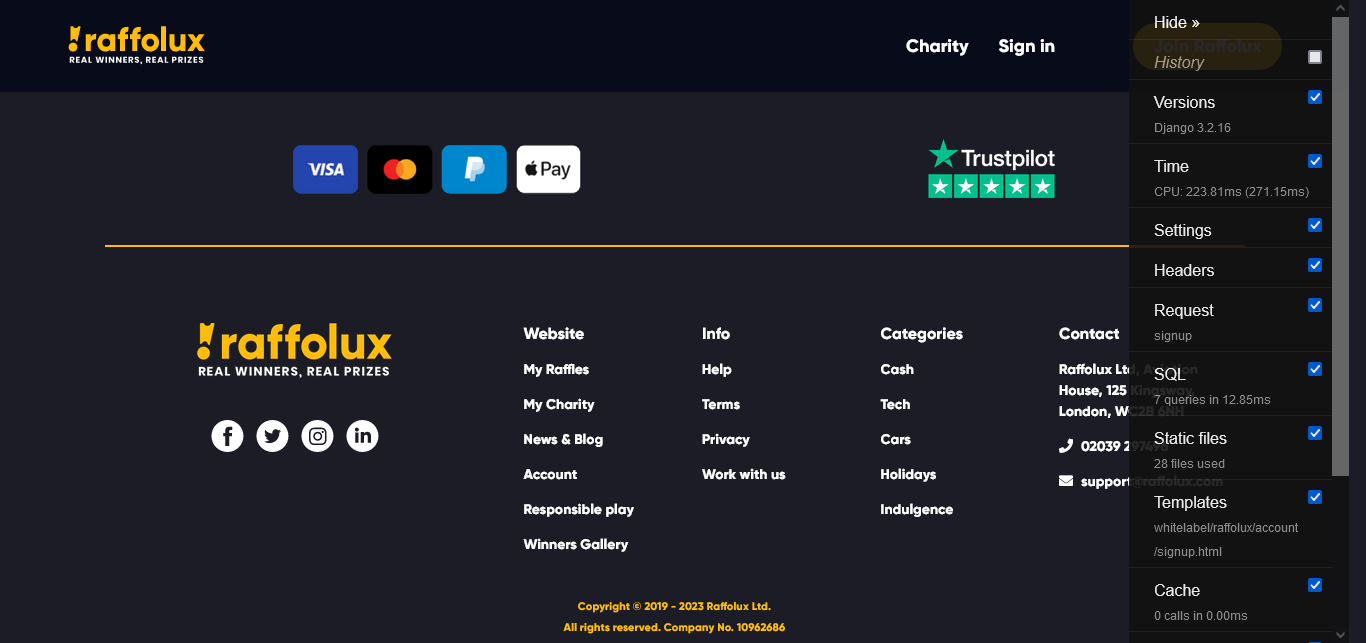 raffolux
REAL WINNERS, REAL PRIZES
Charity
Sign in
Join Raffolux
VISA
Pay
Trustpilot
raffolux
REAL WINNERS, REAL PRIZES
Website
My Raffles
My Charity
News & Blog
Account
Responsible play
Winners Gallery
Info
Help
Terms
Privacy
Work with us
Categories
Cash
Tech
Cars
Holidays
Indulgence
Contact
Raffolux Ltd,
House, 125 Kingsway,
London, WC2B 6NH
02039
support@raffolux.com
Copyright © 2019 - 2023 Raffolux Ltd.
All rights reserved. Company No. 10962686
Hide »
History
Versions
Django 3.2.16
Time
CPU: 223.81ms (271.15ms)
Settings
Headers
Request
signup
SQL
7 queries in 12.85ms
Static files
28 files used
Templates
whitelabel/raffolux/account
/signup.html
Cache
0 calls in 0.00ms